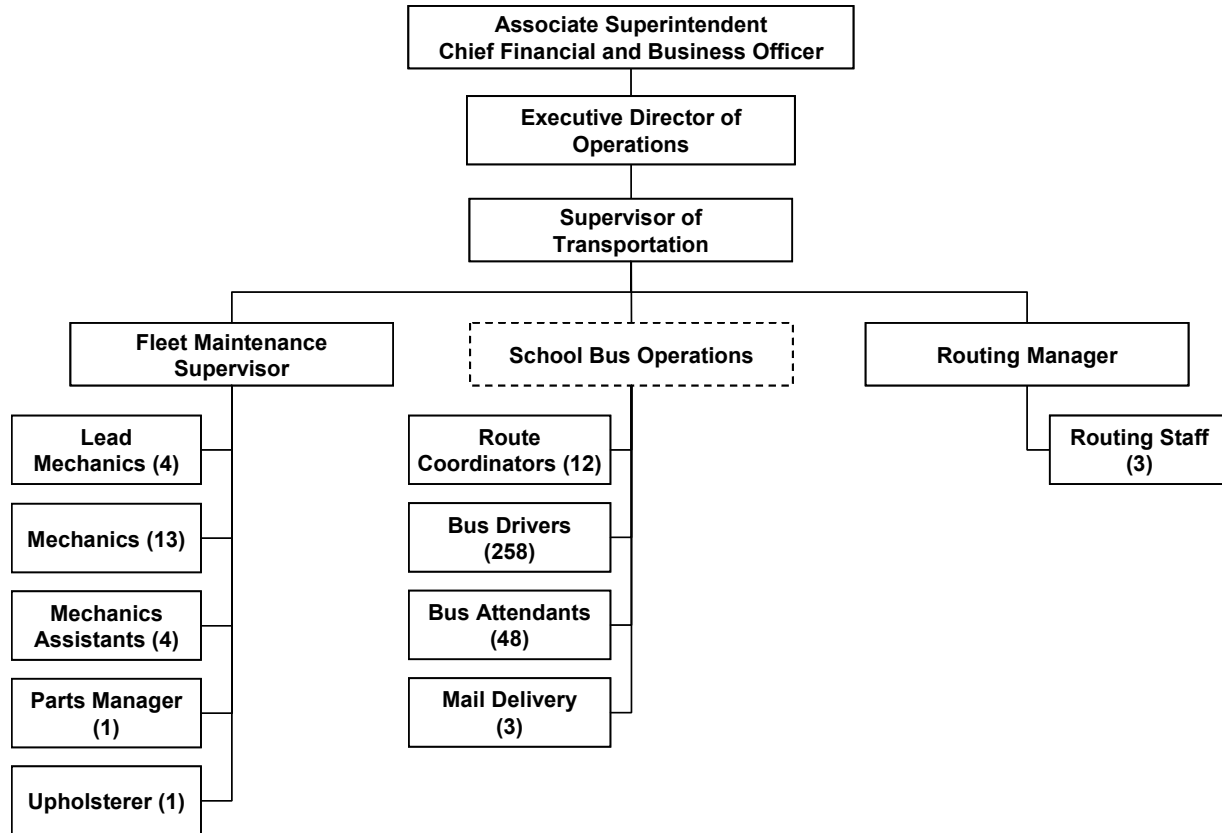 Associate Superintendent
Chief Financial and Business Officer
Executive Director of
Operations
Supervisor of
Transportation
Fleet Maintenance
Supervisor
School Bus Operations
Routing Manager
Lead
Mechanics (4)
Mechanics (13)
Mechanics
Assistants (4)
Parts Manager
(1)
Upholsterer (1)
Route
Coordinators (12)
Bus Drivers
(258)
Bus Attendants
(48)
Mail Delivery
(3)
Routing Staff
(3)